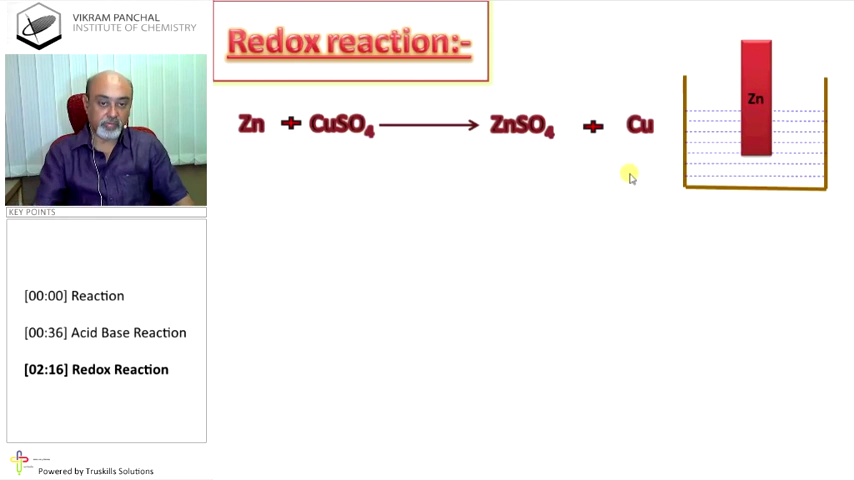 VIKRAM PANCHAL
INSTITUTE OF CHEMISTRY
Redox reaction:-
Zn + CuSO₄ ⟶ ZnSO₄ + Cu
Zn
KEY POINTS
[00:00] Reaction
[00:36] Acid Base Reaction
[02:16] Redox Reaction
Powered by Truskills Solutions